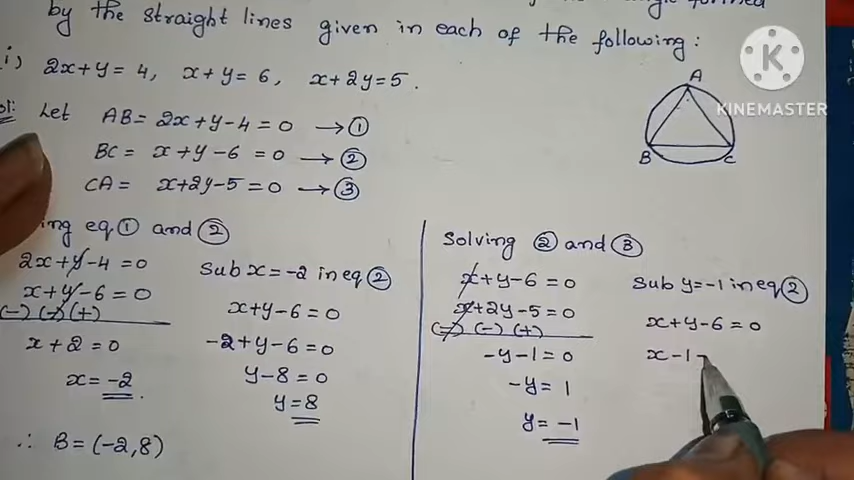 by the straight lines given in each of the following:
i) 2x+y=4, x+y=6, x+2y=5.
Let AB= 2x+y-4=0 → ①
BC= x+y-6=0 → ②
CA= x+2y-5=0 → ③
A
B C
K
KINEMASTER
ing eq ① and ②
2x+y-4=0
x+y-6=0
(-) (-) (+)
x+2=0
x=-2.
∴ B=(-2,8)
Sub x=-2 in eq ②
x+y-6=0
-2+y-6=0
y-8=0
y=8
Solving ② and ③
x+y-6=0
x+2y-5=0
(-) (-) (+)
-y-1=0
-y=1
y=-1
Sub y=-1 in eq ②
x+y-6=0
x-1-